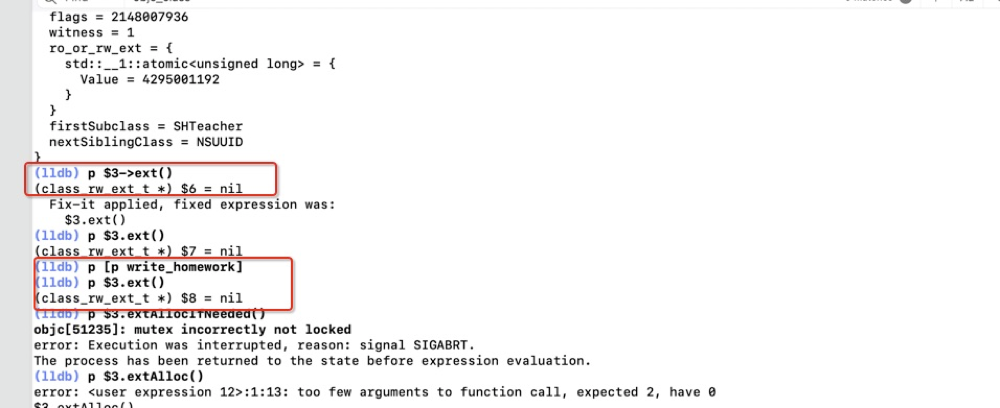 flags = 2148007936
witness = 1
ro_or_rw_ext = {
std::__1::atomic<unsigned long> = {
Value = 4295001192
}
}
firstSubclass = SHTeacher
nextSiblingClass = NSUUID
}
(lldb) p $3->ext()
(class_rw_ext_t *) $6 = nil
Fix-it applied, fixed expression was:
$3.ext()
(lldb) p $3.ext()
(class_rw_ext_t *) $7 = nil
(lldb) p [p write_homework]
(lldb) p $3.ext()
(class_rw_ext_t *) $8 = nil
(lldb) p $3.extAllocIfNeeded()
objc[51235]: mutex incorrectly not locked
error: Execution was interrupted, reason: signal SIGABRT.
The process has been returned to the state before expression evaluation.
(lldb) p $3.extAlloc()
error: <user expression 12>:1:13: too few arguments to function call, expected 2, have 0
$3.extAlloc()